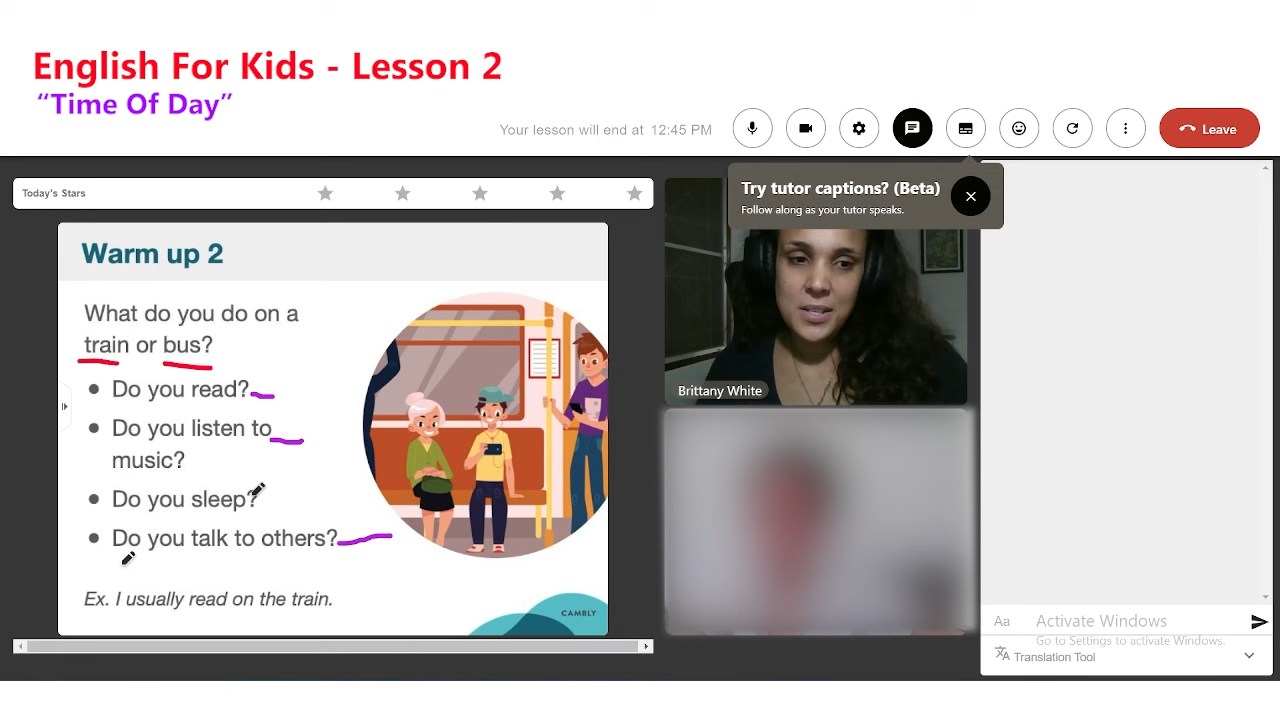 English For Kids - Lesson 2
“Time Of Day”
Your lesson will end at 12:45 PM
Leave
Try tutor captions? (Beta)
Follow along as your tutor speaks.
Today's Stars
Warm up 2
What do you do on a
train or bus?
Do you read?
Do you listen to
music?
Do you sleep?
Do you talk to others?
Ex. I usually read on the train.
CAMBLY
Brittany White
Aa
Activate Windows
Go to Settings to activate Windows.
Translation Tool